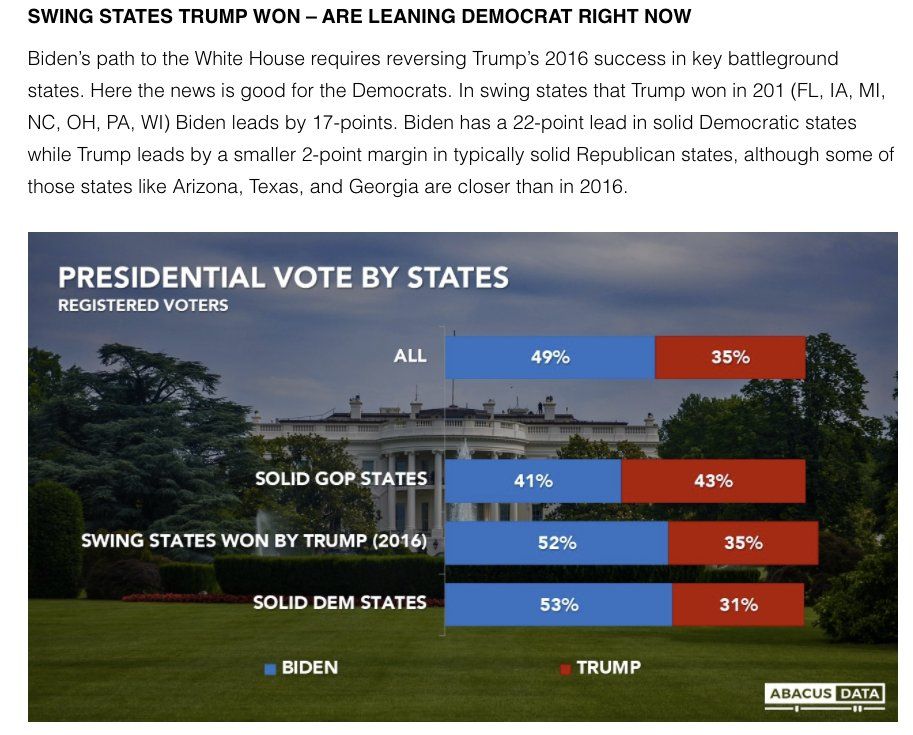 SWING STATES TRUMP WON – ARE LEANING DEMOCRAT RIGHT NOW
Biden’s path to the White House requires reversing Trump’s 2016 success in key battleground
states. Here the news is good for the Democrats. In swing states that Trump won in 201 (FL, IA, MI,
NC, OH, PA, WI) Biden leads by 17-points. Biden has a 22-point lead in solid Democratic states
while Trump leads by a smaller 2-point margin in typically solid Republican states, although some of
those states like Arizona, Texas, and Georgia are closer than in 2016.
PRESIDENTIAL VOTE BY STATES
REGISTERED VOTERS
ALL 49% 35%
SOLID GOP STATES 41% 43%
SWING STATES WON BY TRUMP (2016) 52% 35%
SOLID DEM STATES 53% 31%
BIDEN TRUMP
ABACUS DATA